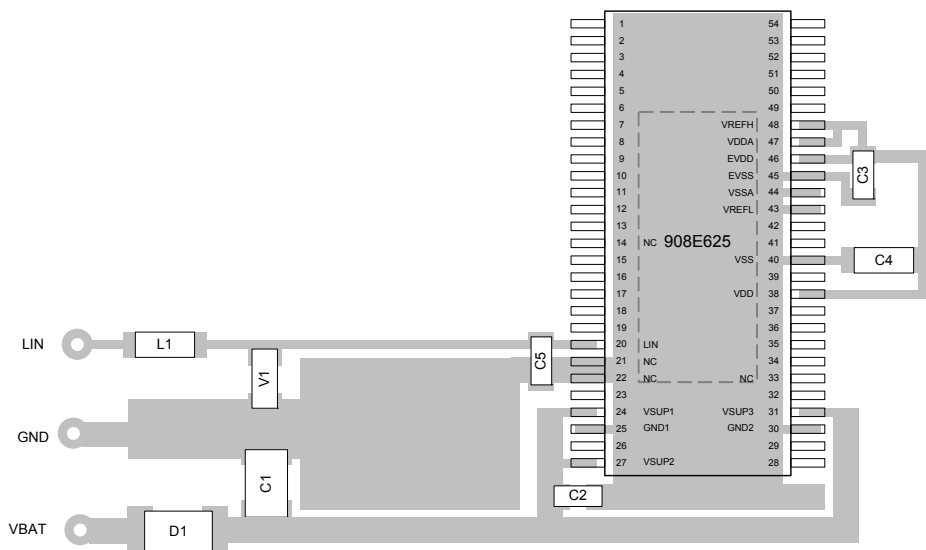 1
2
3
4
5
6
7
8
9
10
11
12
13
14
15
16
17
18
19
20
21
22
23
24
25
26
27
54
53
52
51
50
49
48
47
46
45
44
43
42
41
40
39
38
37
36
35
34
33
32
31
30
29
28
VREFH
VDDA
EVDD
EVSS
VSSA
VREFL
NC 908E625
VSS
VDD
LIN
NC
NC NC
VSUP1 VSUP3
GND1 GND2
VSUP2
C3
C4
LIN
L1
C5
V1
GND
C1
C2
VBAT
D1